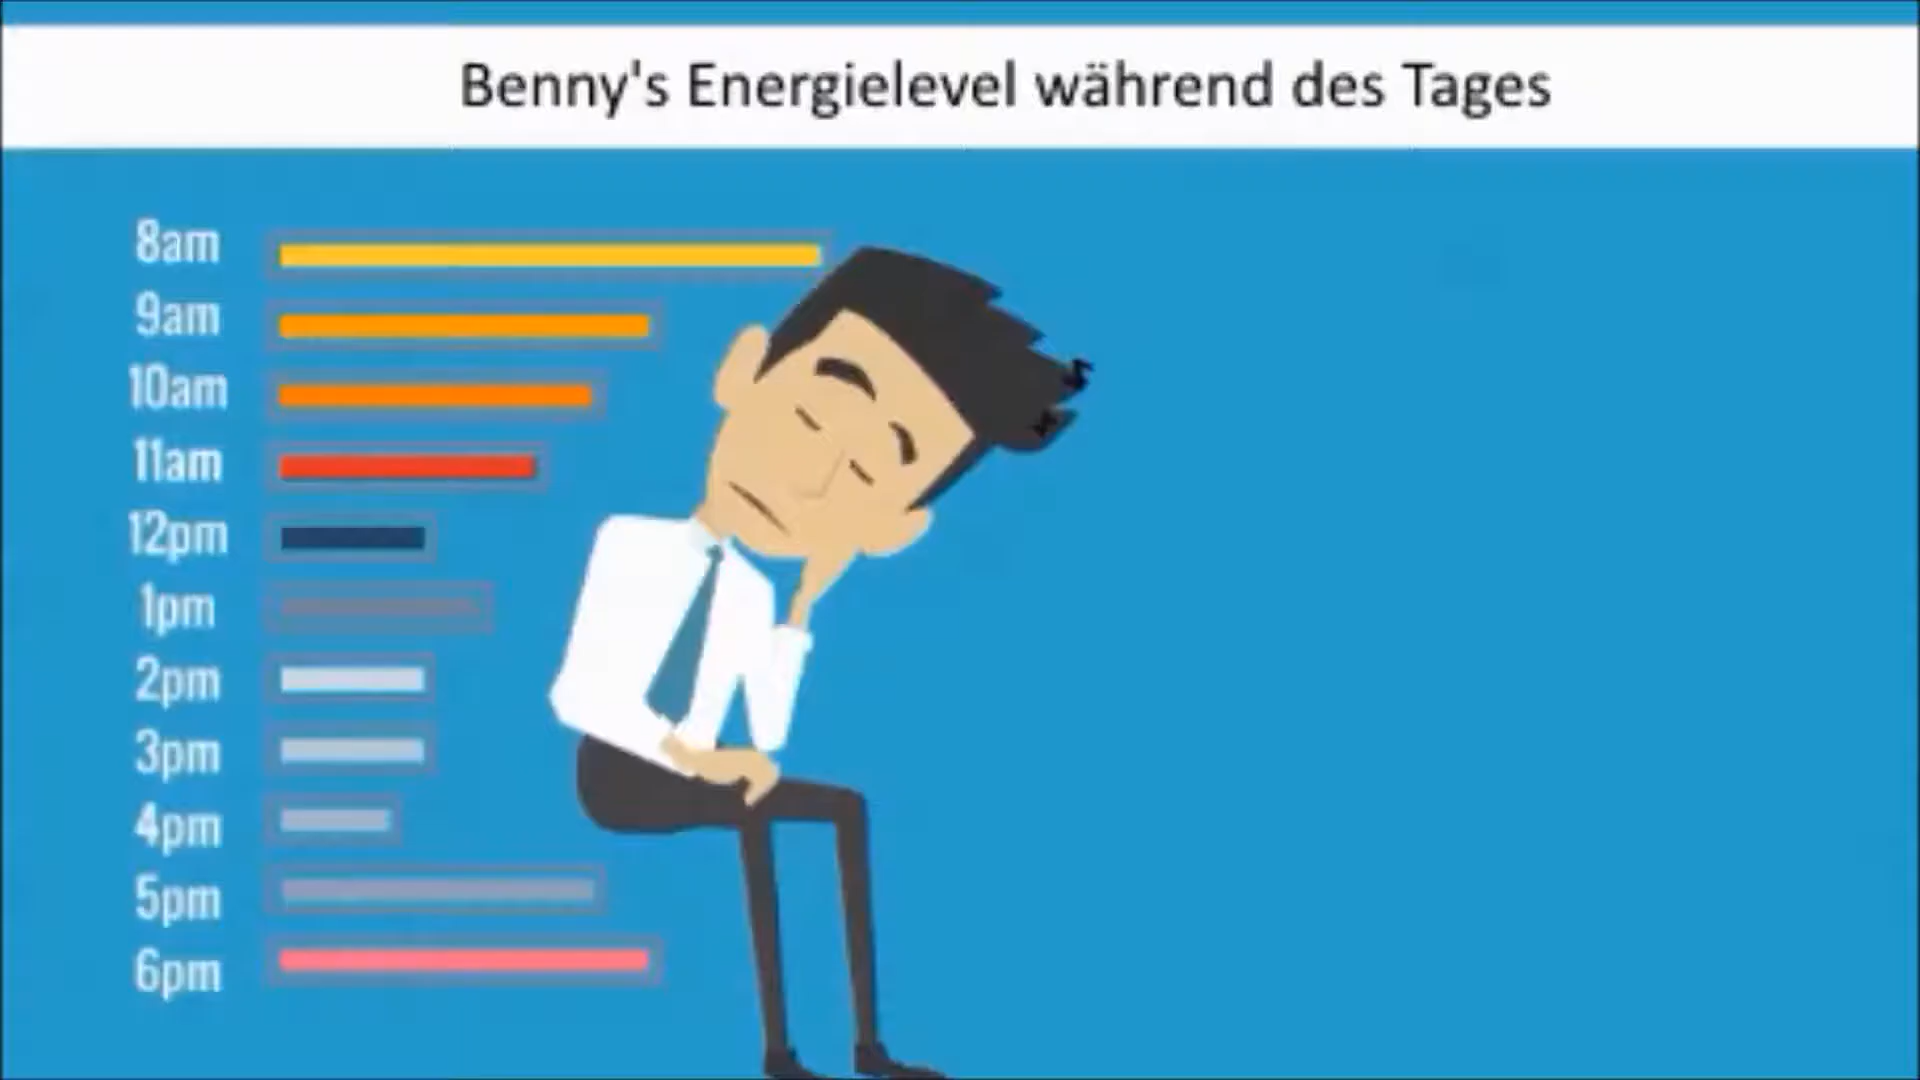 Benny's Energielevel während des Tages
8am
9am
10am
11am
12pm
1pm
2pm
3pm
4pm
5pm
6pm